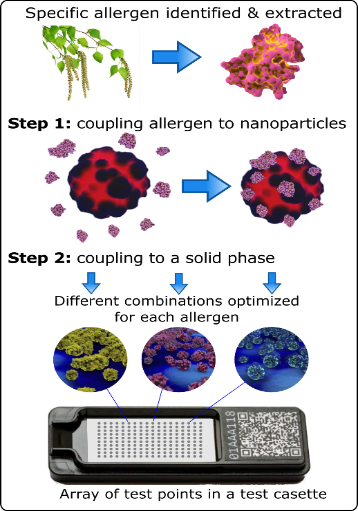 Specific allergen identified & extracted
Step 1: coupling allergen to nanoparticles
Step 2: coupling to a solid phase
Different combinations optimized
for each allergen
01AAA118
Array of test points in a test casette